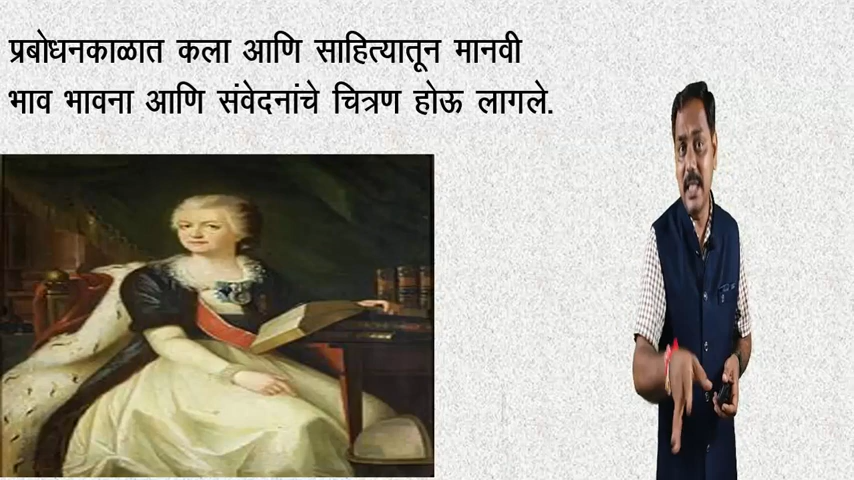 प्रबोधनकाळात कला आणि साहित्यातून मानवी
भाव भावना आणि संवेदनांचे चित्रण होऊ लागले.